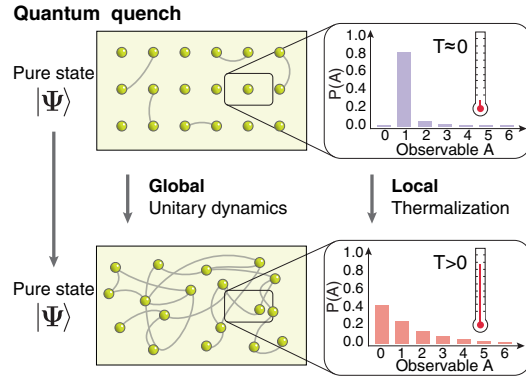 Quantum quench
Pure state
|Ψ⟩
P(A)
1.0
0.8
0.6
0.4
0.2
0.0
T≈0
0 1 2 3 4 5 6
Observable A
Global
Unitary dynamics
Local
Thermalization
Pure state
|Ψ⟩
P(A)
1.0
0.8
0.6
0.4
0.2
0.0
T>0
0 1 2 3 4 5 6
Observable A